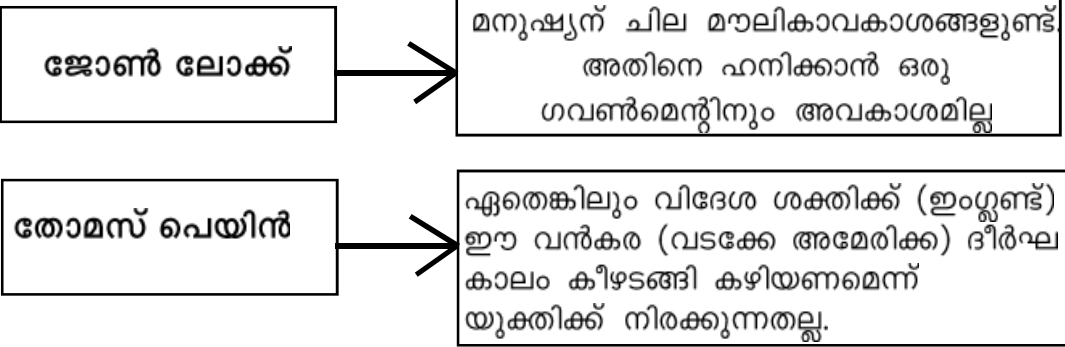 ജോൺ ലോക്ക്
മനുഷ്യന് ചില മൗലികാവകാശങ്ങളുണ്ട്.
അതിനെ ഹനിക്കാൻ ഒരു
ഗവൺമെന്റിനും അവകാശമില്ല
തോമസ് പെയിൻ
ഏതെങ്കിലും വിദേശ ശക്തിക്ക് (ഇംഗ്ലണ്ട്)
ഈ വൻകര (വടക്കേ അമേരിക്ക) ദീർഘ
കാലം കീഴടങ്ങി കഴിയണമെന്ന്
യുക്തിക്ക് നിരക്കുന്നതല്ല.